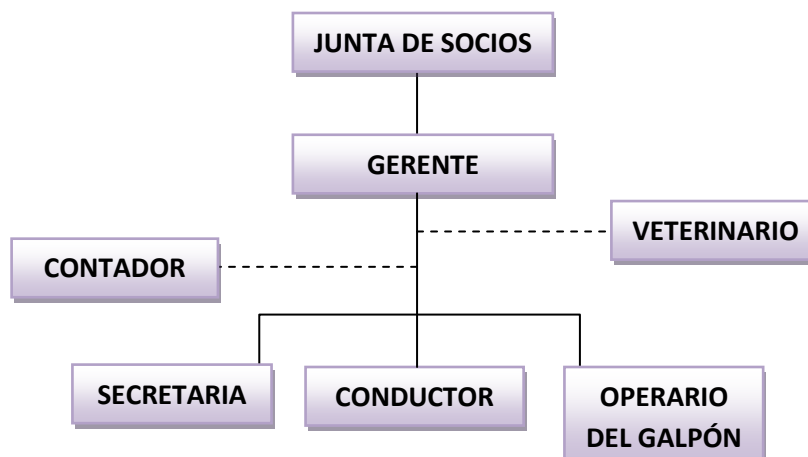 JUNTA DE SOCIOS
GERENTE
VETERINARIO
CONTADOR
SECRETARIA
CONDUCTOR
OPERARIO
DEL GALPÓN